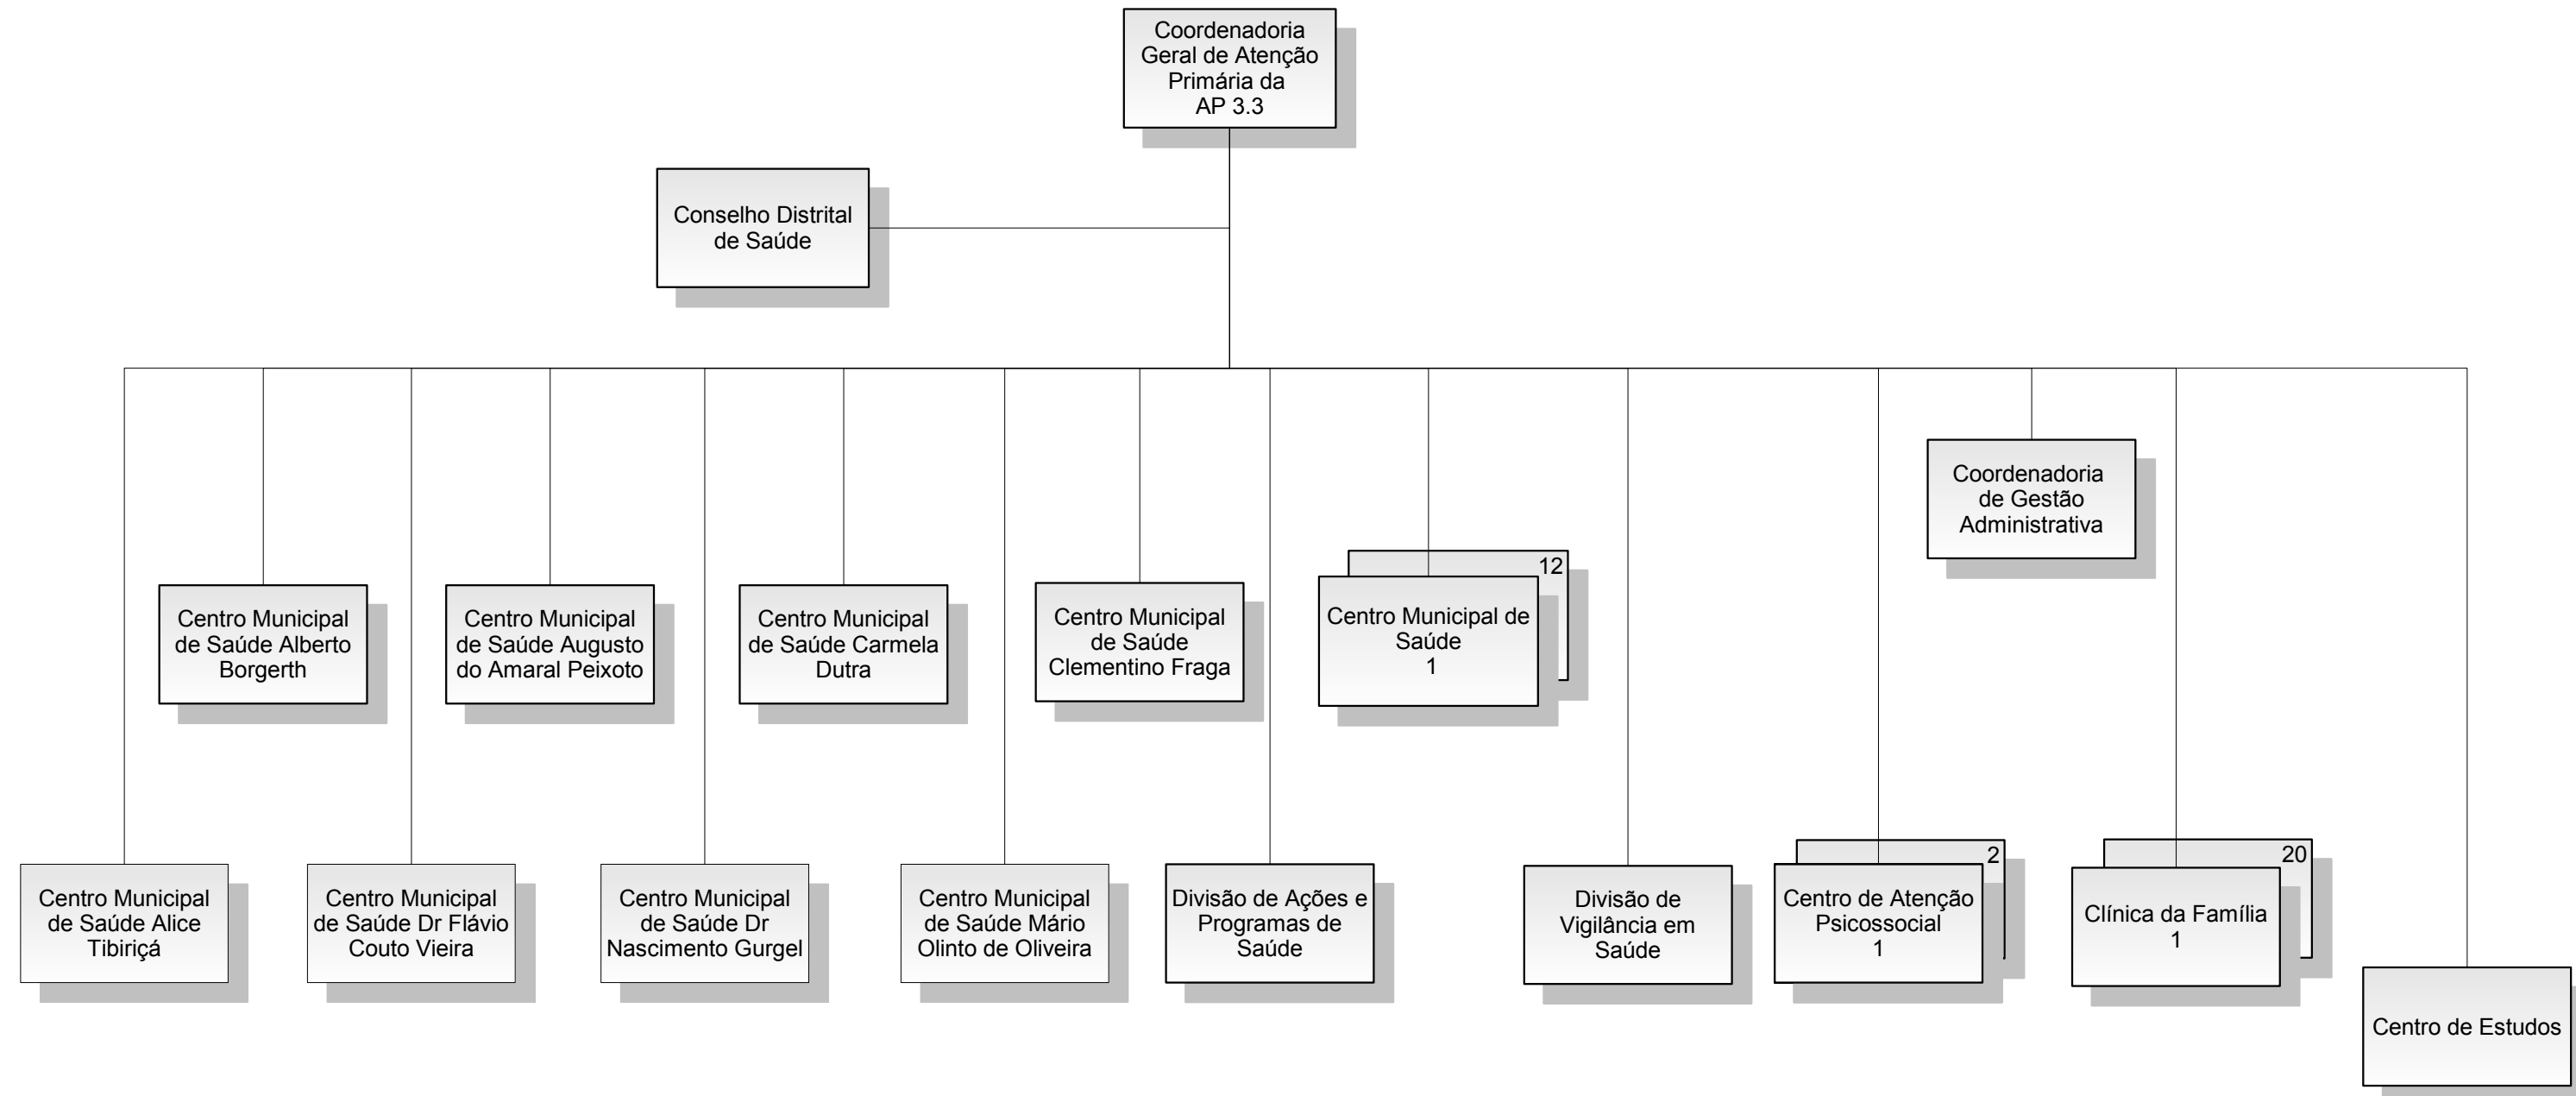 Coordenadoria
Geral de Atenção
Primária da
AP 3.3
Conselho Distrital
de Saúde
Coordenadoria
de Gestão
Administrativa
Centro Municipal
de Saúde Alberto
Borgerth
Centro Municipal
de Saúde Augusto
do Amaral Peixoto
Centro Municipal
de Saúde Carmela
Dutra
Centro Municipal
de Saúde
Clementino Fraga
12
Centro Municipal de
Saúde
1
Centro Municipal
de Saúde Alice
Tibiriçá
Centro Municipal
de Saúde Dr Flávio
Couto Vieira
Centro Municipal
de Saúde Dr
Nascimento Gurgel
Centro Municipal
de Saúde Mário
Olinto de Oliveira
Divisão de Ações e
Programas de
Saúde
Divisão de
Vigilância em
Saúde
2
Centro de Atenção
Psicossocial
1
20
Clínica da Família
1
Centro de Estudos